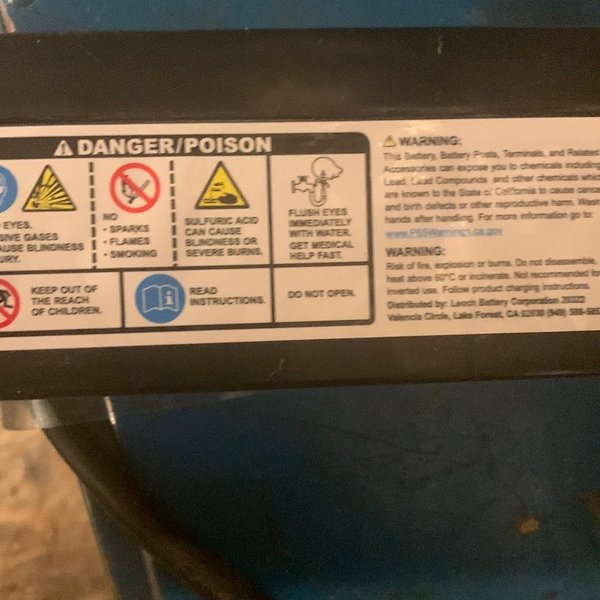 DANGER/POISON
EYES.
SIVE GASES
AUSE BLINDNESS
URY.
NO
• SPARKS
• FLAMES
• SMOKING
SULFURIC ACID
CAN CAUSE
BLINDNESS OR
SEVERE BURNS.
FLUSH EYES
IMMEDIATELY
WITH WATER.
GET MEDICAL
HELP FAST.
KEEP OUT OF
THE REACH
OF CHILDREN.
READ
INSTRUCTIONS.
DO NOT OPEN.
WARNING:
This Battery, Battery Posts, Terminals, and Related
Accessories can expose you to chemicals including
Lead, Lead Compounds and other chemicals which
are known to the State of California to cause cancer
and birth defects or other reproductive harm. Wash
hands after handling. For more information go to:
www.P65Warnings.ca.gov
WARNING:
Risk of fire, explosion or burns. Do not disassemble,
heat above 60°C or incinerate. Not recommended for
inverted use. Follow product charging instructions.
Distributed by: Leoch Battery Corporation
Valencia Circle, Lake Forest, CA